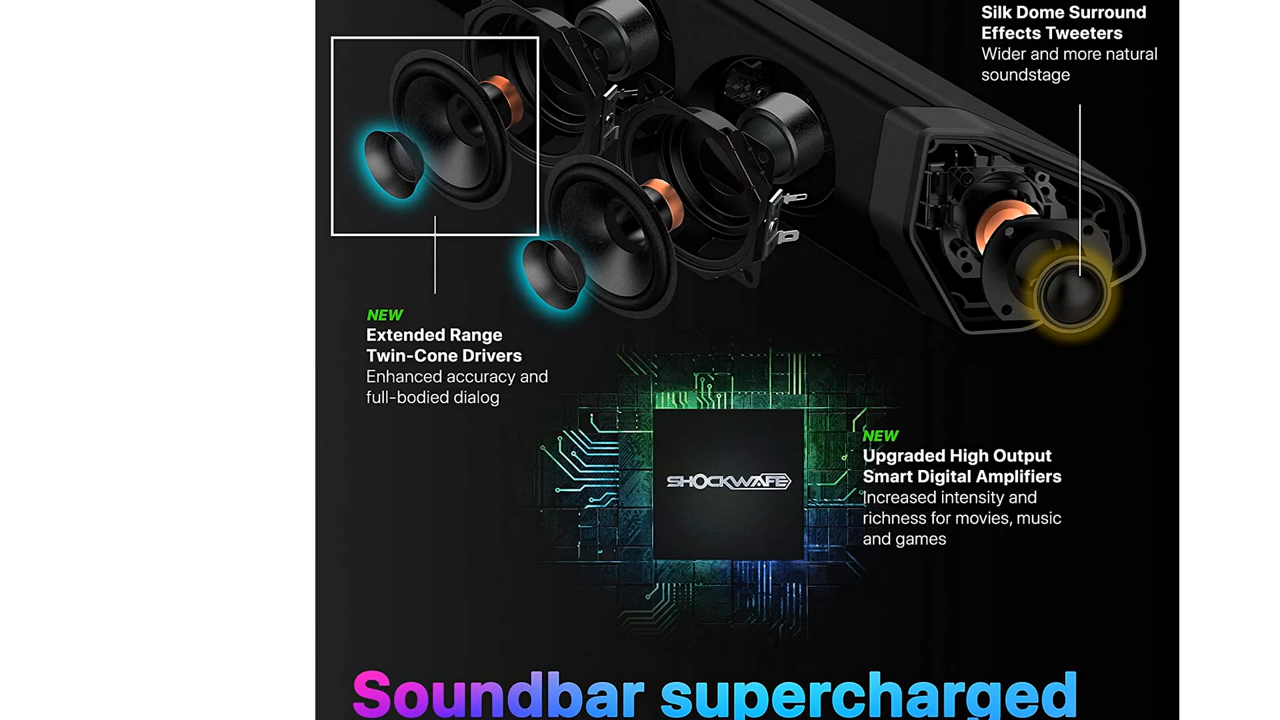 Silk Dome Surround
Effects Tweeters
Wider and more natural
soundstage
NEW
Extended Range
Twin-Cone Drivers
Enhanced accuracy and
full-bodied dialog
NEW
Upgraded High Output
Smart Digital Amplifiers
Increased intensity and
richness for movies, music
and games
SHOCKWAFE
Soundbar supercharged